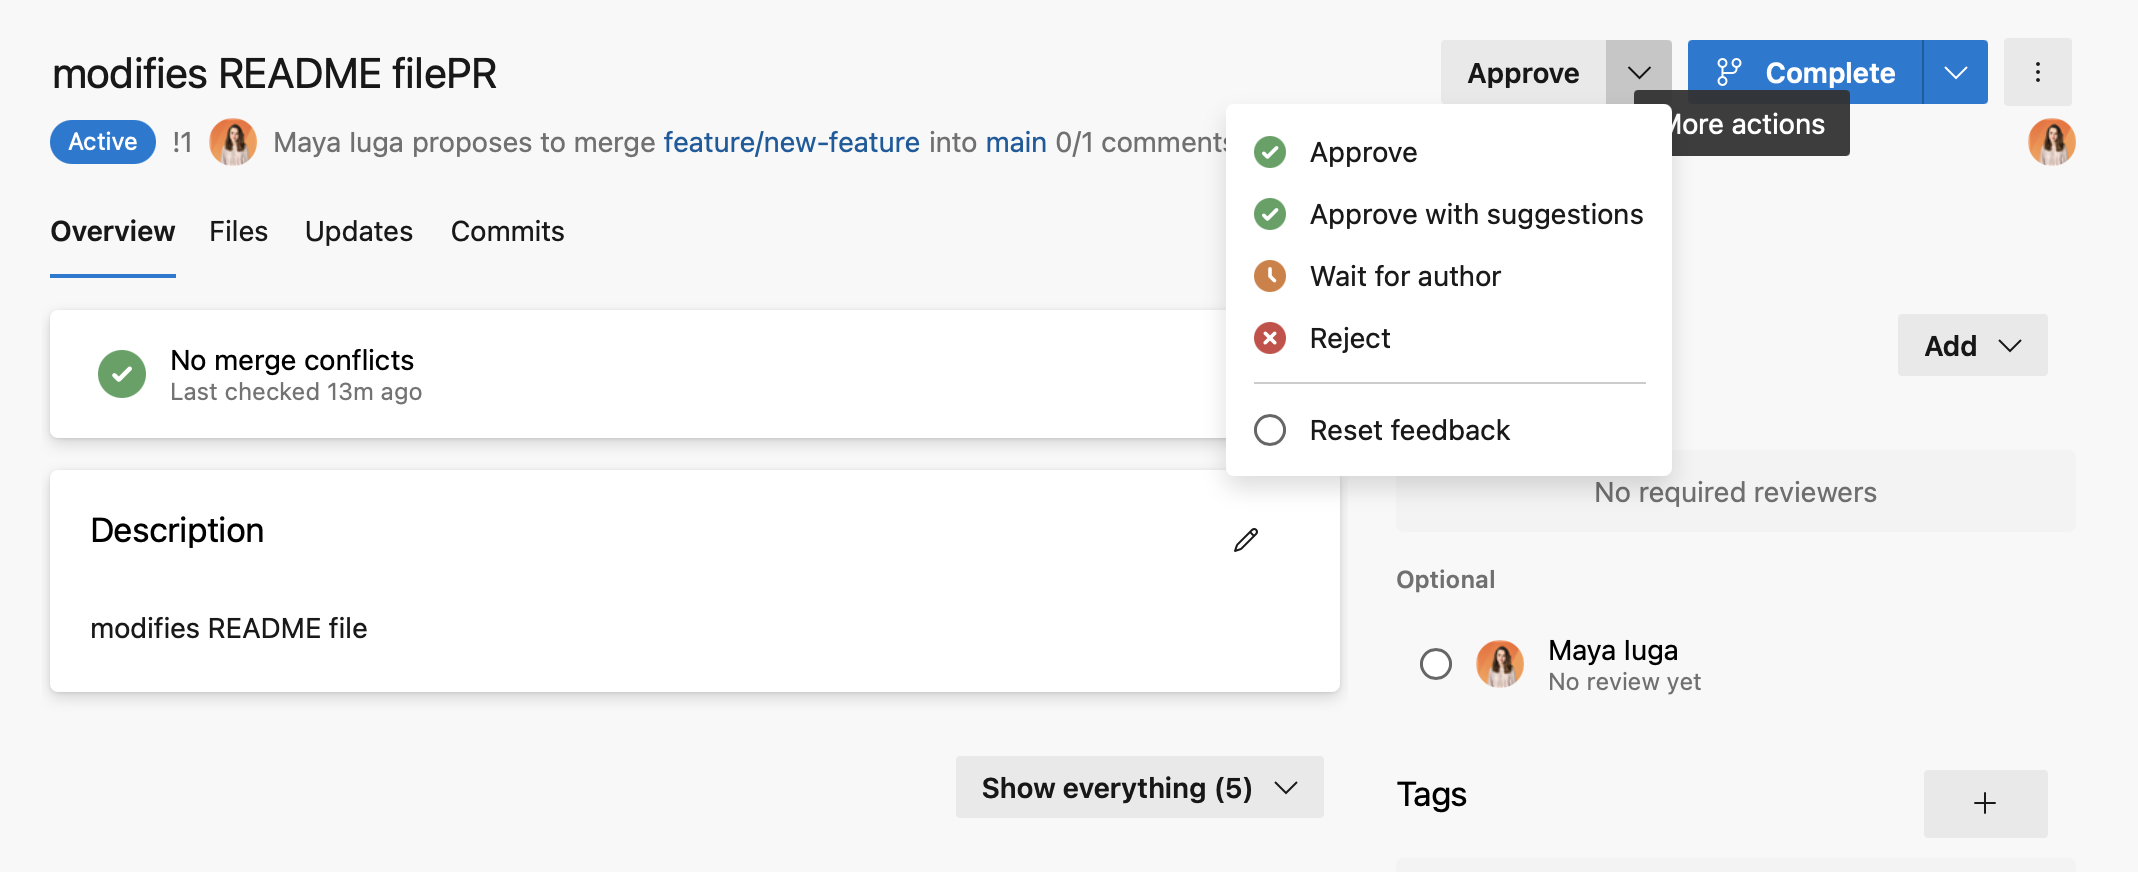 modifies README filePR
Approve
Complete
More actions
Active !1 Maya Iuga proposes to merge feature/new-feature into main 0/1 comments
Approve
Approve with suggestions
Wait for author
Reject
Reset feedback
Overview Files Updates Commits
No merge conflicts
Last checked 13m ago
Add
Description
modifies README file
No required reviewers
Optional
Maya Iuga
No review yet
Show everything (5)
Tags